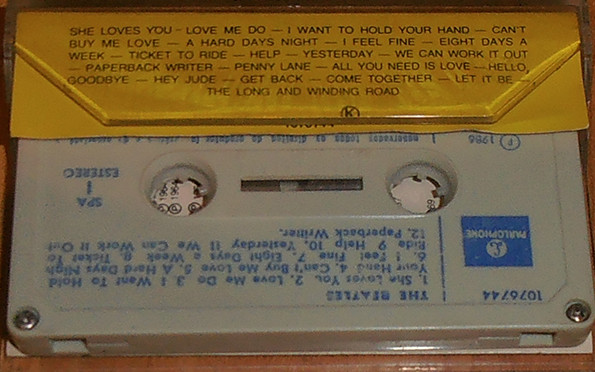 SHE LOVES YOU - LOVE ME DO — I WANT TO HOLD YOUR HAND — CAN'T
BUY ME LOVE — A HARD DAYS NIGHT — I FEEL FINE — EIGHT DAYS A
WEEK — TICKET TO RIDE — HELP — YESTERDAY — WE CAN WORK IT OUT
— PAPERBACK WRITER — PENNY LANE — ALL YOU NEED IS LOVE — HELLO,
GOODBYE — HEY JUDE — GET BACK — COME TOGETHER — LET IT BE —
THE LONG AND WINDING ROAD
K
1076744
THE BEATLES
1. She Loves You 2. Love Me Do 3. I Want To Hold
Your Hand 4. Can't Buy Me Love 5. A Hard Days Nigh
6. I Feel Fine 7. Eight Days a Week 8. Ticket To
Ride 9 Help 10. Yesterday 11 We Can Work It Out
12. Paperback Writer.
PARLOPHONE
SPA
I
ESTEREO
℗ 1986